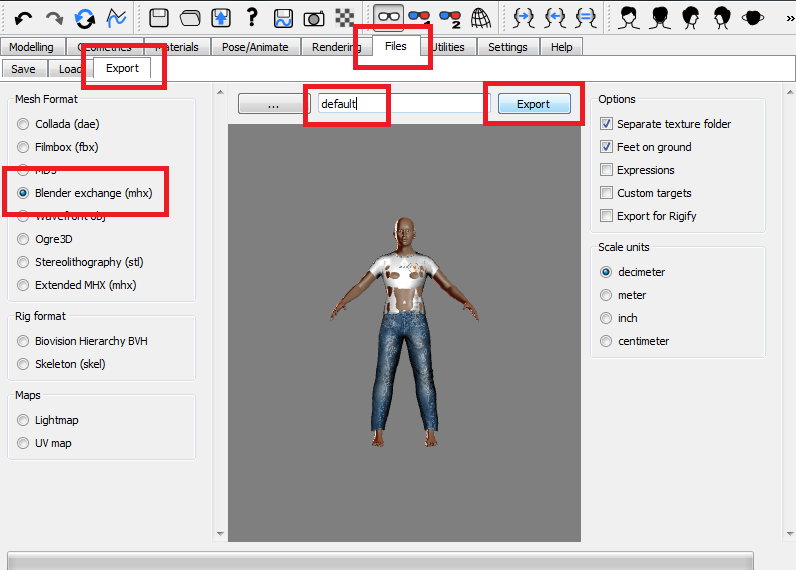 Modelling Geometries Materials Pose/Animate Rendering Files Utilities Settings Help
Save Load Export
Mesh Format
Collada (dae)
Filmbox (fbx)
MD5
Blender exchange (mhx)
Wavefront obj
Ogre3D
Stereolithography (stl)
Extended MHX (mhx)
Rig format
Biovision Hierarchy BVH
Skeleton (skel)
Maps
Lightmap
UV map
... default Export
Options
Separate texture folder
Feet on ground
Expressions
Custom targets
Export for Rigify
Scale units
decimeter
meter
inch
centimeter